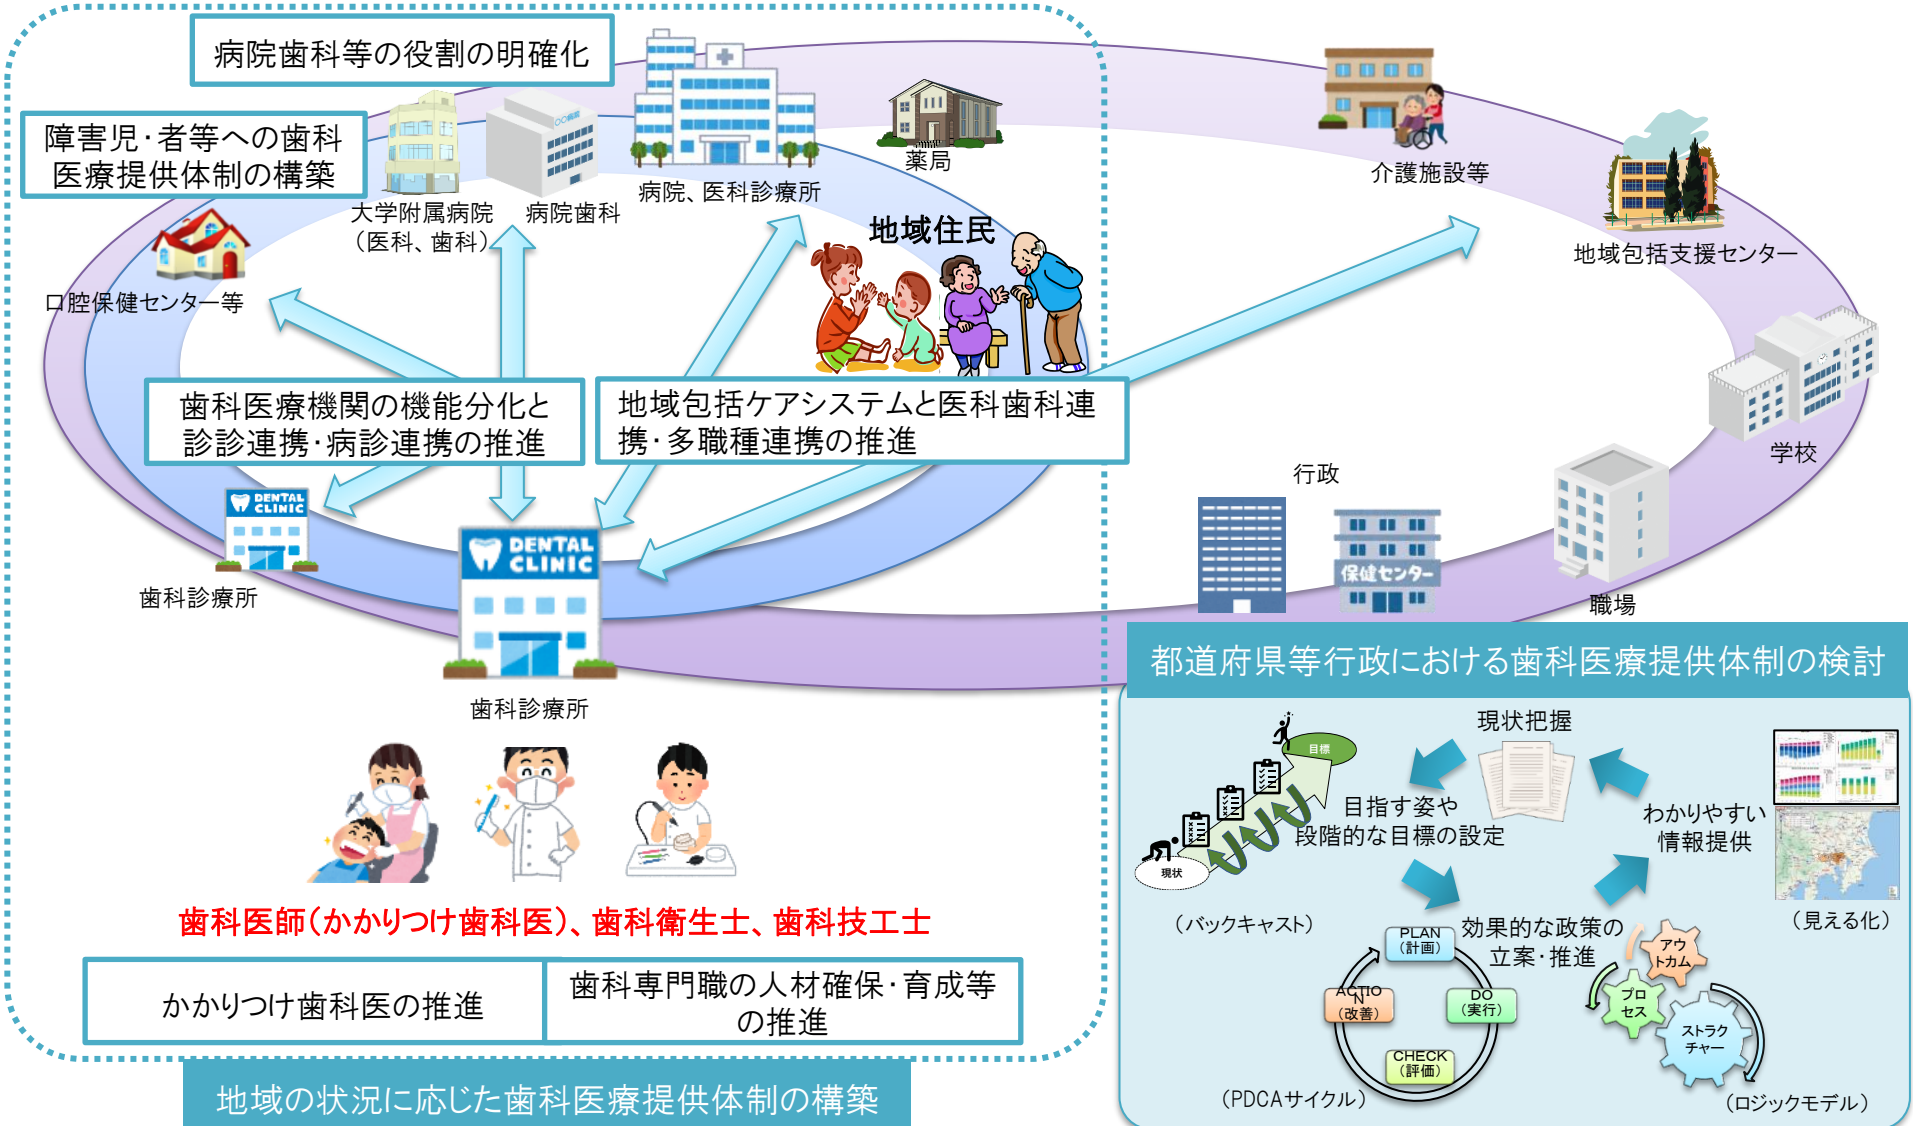 病院歯科等の役割の明確化
障害児・者等への歯科
医療提供体制の構築
大学附属病院
（医科、歯科）
〇〇病院
病院歯科
病院、医科診療所
薬局
介護施設等
地域包括支援センター
地域住民
口腔保健センター等
歯科医療機関の機能分化と
診診連携・病診連携の推進
地域包括ケアシステムと医科歯科連
携・多職種連携の推進
学校
行政
保健センター
職場
DENTAL
CLINIC
歯科診療所
DENTAL
CLINIC
歯科診療所
歯科医師（かかりつけ歯科医）、歯科衛生士、歯科技工士
かかりつけ歯科医の推進
歯科専門職の人材確保・育成等
の推進
地域の状況に応じた歯科医療提供体制の構築
都道府県等行政における歯科医療提供体制の検討
現状把握
目標
現状
（バックキャスト）
目指す姿や
段階的な目標の設定
わかりやすい
情報提供
（見える化）
効果的な政策の
立案・推進
PLAN
（計画）
DO
（実行）
CHECK
（評価）
ACTIO
N
（改善）
（PDCAサイクル）
アウ
トカム
プロ
セス
ストラク
チャー
（ロジックモデル）